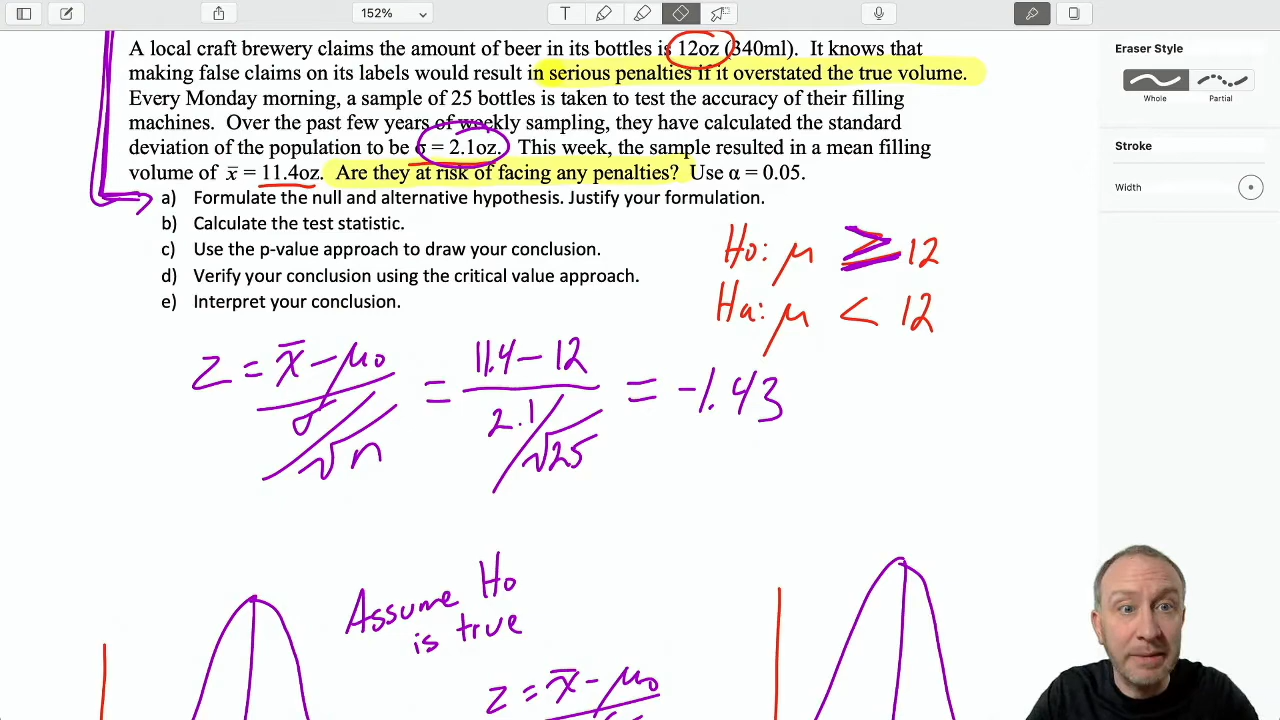 152%
T
A local craft brewery claims the amount of beer in its bottles is 12oz (340ml). It knows that
making false claims on its labels would result in serious penalties if it overstated the true volume.
Every Monday morning, a sample of 25 bottles is taken to test the accuracy of their filling
machines. Over the past few years of weekly sampling, they have calculated the standard
deviation of the population to be σ = 2.1oz. This week, the sample resulted in a mean filling
volume of x̄ = 11.4oz. Are they at risk of facing any penalties? Use α = 0.05.
a) Formulate the null and alternative hypothesis. Justify your formulation.
b) Calculate the test statistic.
c) Use the p-value approach to draw your conclusion.
d) Verify your conclusion using the critical value approach.
e) Interpret your conclusion.
Ho: μ ≥ 12
Ha: μ < 12
z = x̄ - μ0 / σ/√n = 11.4 - 12 / 2.1/√25 = -1.43
Assume Ho
is true
z = x̄ - μ0
Eraser Style
Whole Partial
Stroke
Width